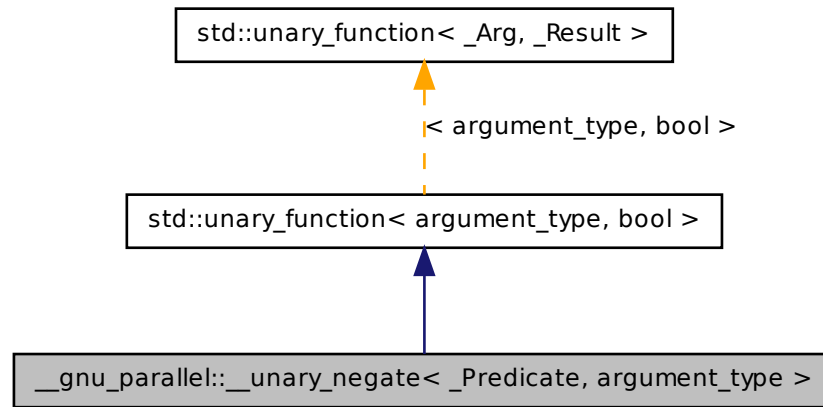 std::unary_function< _Arg, _Result >
< argument_type, bool >
std::unary_function< argument_type, bool >
__gnu_parallel::__unary_negate< _Predicate, argument_type >